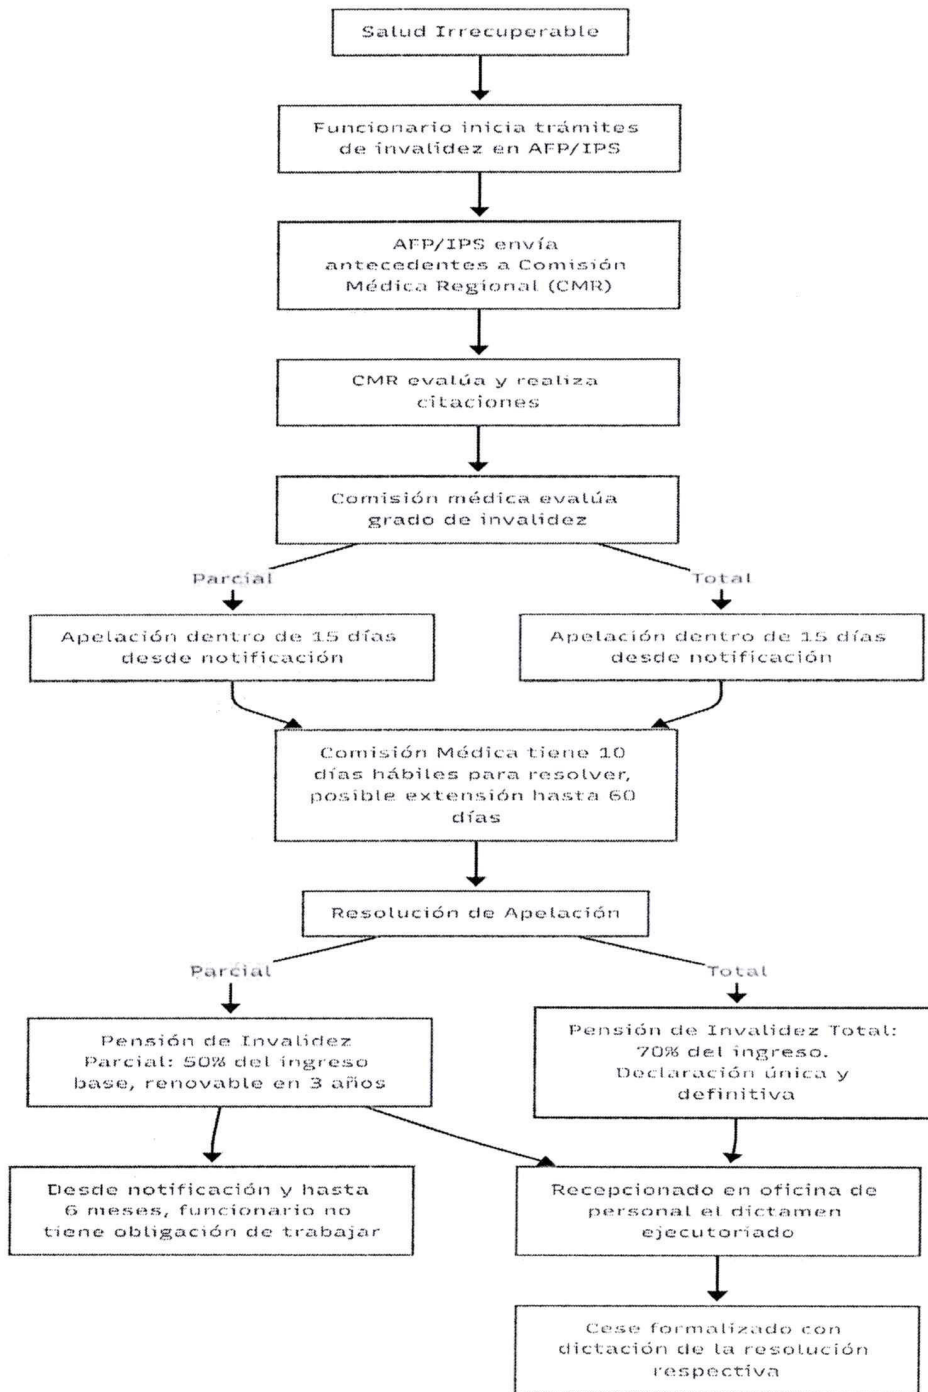 Salud Irrecuperable
Funcionario inicia trámites
de invalidez en AFP/IPS
AFP/IPS envía
antecedentes a Comisión
Médica Regional (CMR)
CMR evalúa y realiza
citaciones
Comisión médica evalúa
grado de invalidez
Parcial
Total
Apelación dentro de 15 días
desde notificación
Apelación dentro de 15 días
desde notificación
Comisión Médica tiene 10
días hábiles para resolver,
posible extensión hasta 60
días
Resolución de Apelación
Parcial
Total
Pensión de Invalidez
Parcial: 50% del ingreso
base, renovable en 3 años
Pensión de Invalidez Total:
70% del ingreso.
Declaración única y
definitiva
Desde notificación y hasta
6 meses, funcionario no
tiene obligación de trabajar
Recepcionado en oficina de
personal el dictamen
ejecutoriado
Cese formalizado con
dictación de la resolución
respectiva